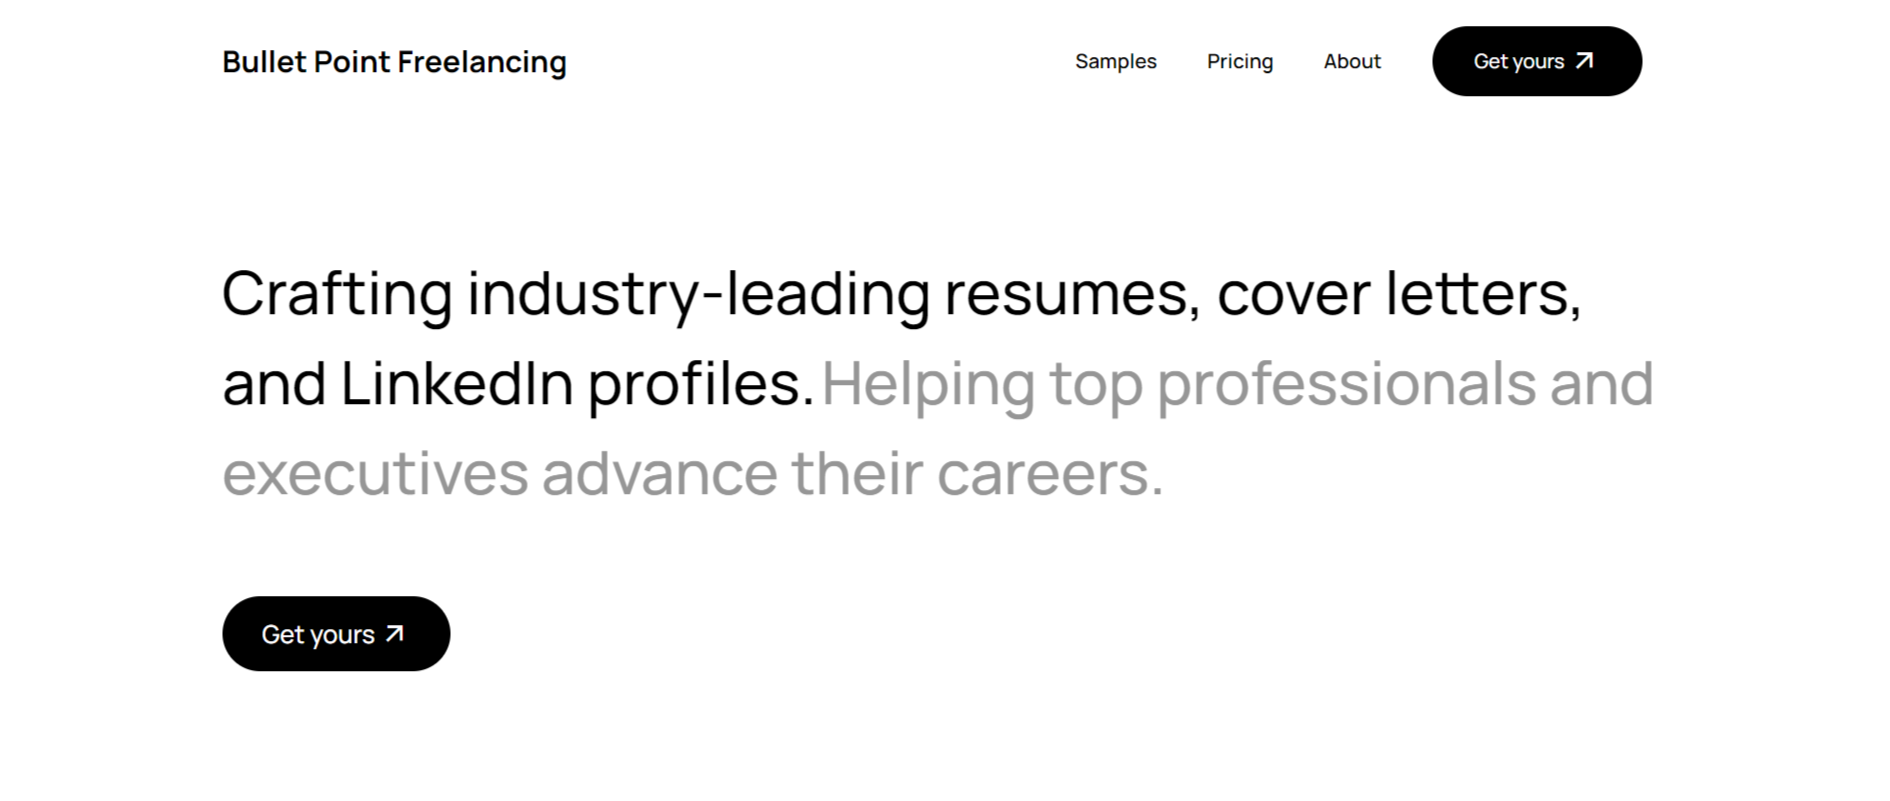 Bullet Point Freelancing
Samples
Pricing
About
Get yours
Crafting industry-leading resumes, cover letters,
and LinkedIn profiles. Helping top professionals and
executives advance their careers.
Get yours